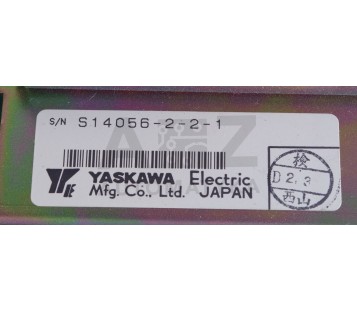 S/N S14056-2-2-1
YASKAWA Electric
Mfg. Co., Ltd. JAPAN
検
D2.3
西山